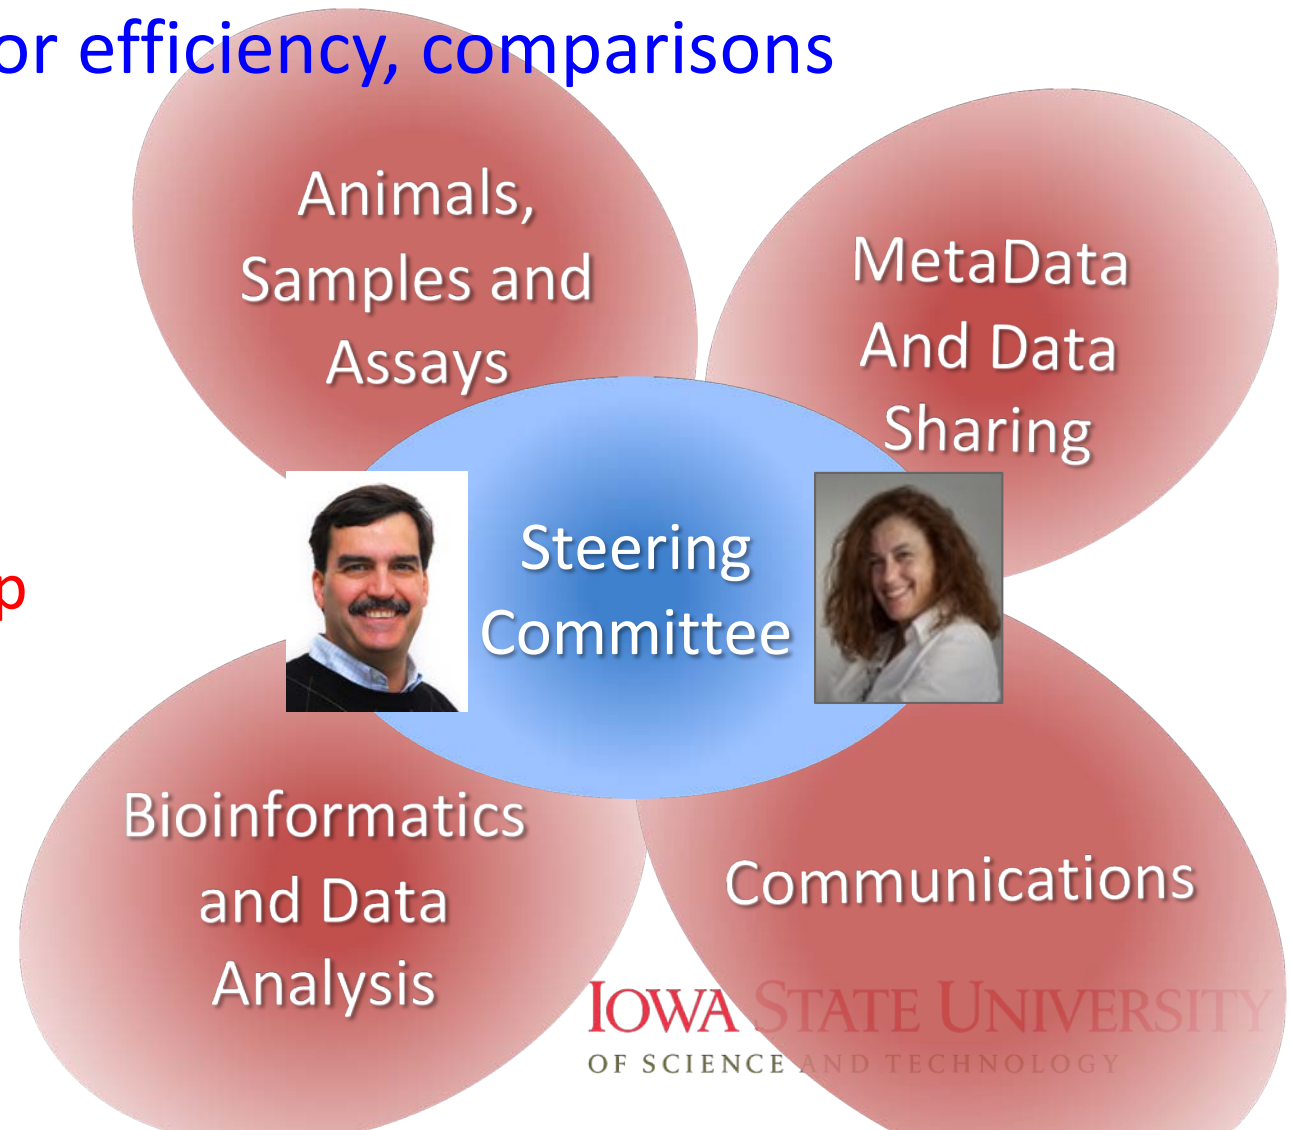 or efficiency, comparisons
Animals,
Samples and
Assays
MetaData
And Data
Sharing
Steering
Committee
p
Bioinformatics
and Data
Analysis
Communications
IOWA STATE UNIVERSITY
OF SCIENCE AND TECHNOLOGY